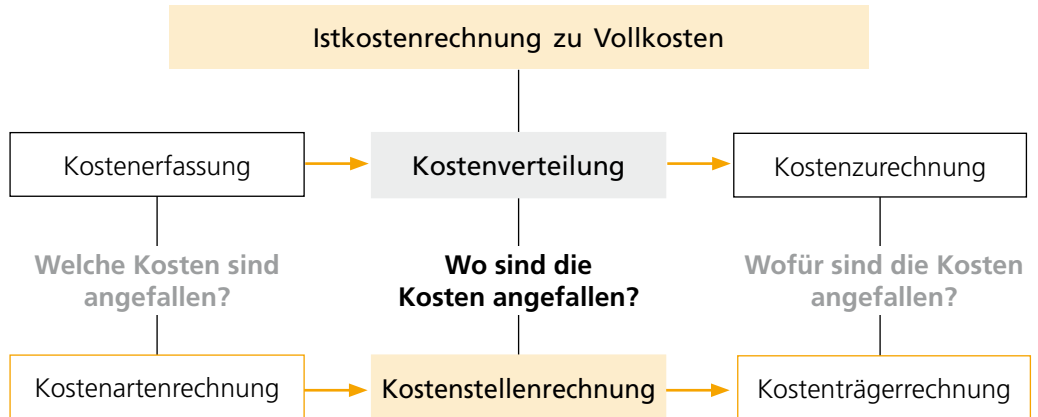 Istkostenrechnung zu Vollkosten
Kostenerfassung
Kostenverteilung
Kostenzurechnung
Welche Kosten sind
angefallen?
Wo sind die
Kosten angefallen?
Wofür sind die Kosten
angefallen?
Kostenartenrechnung
Kostenstellenrechnung
Kostenträgerrechnung